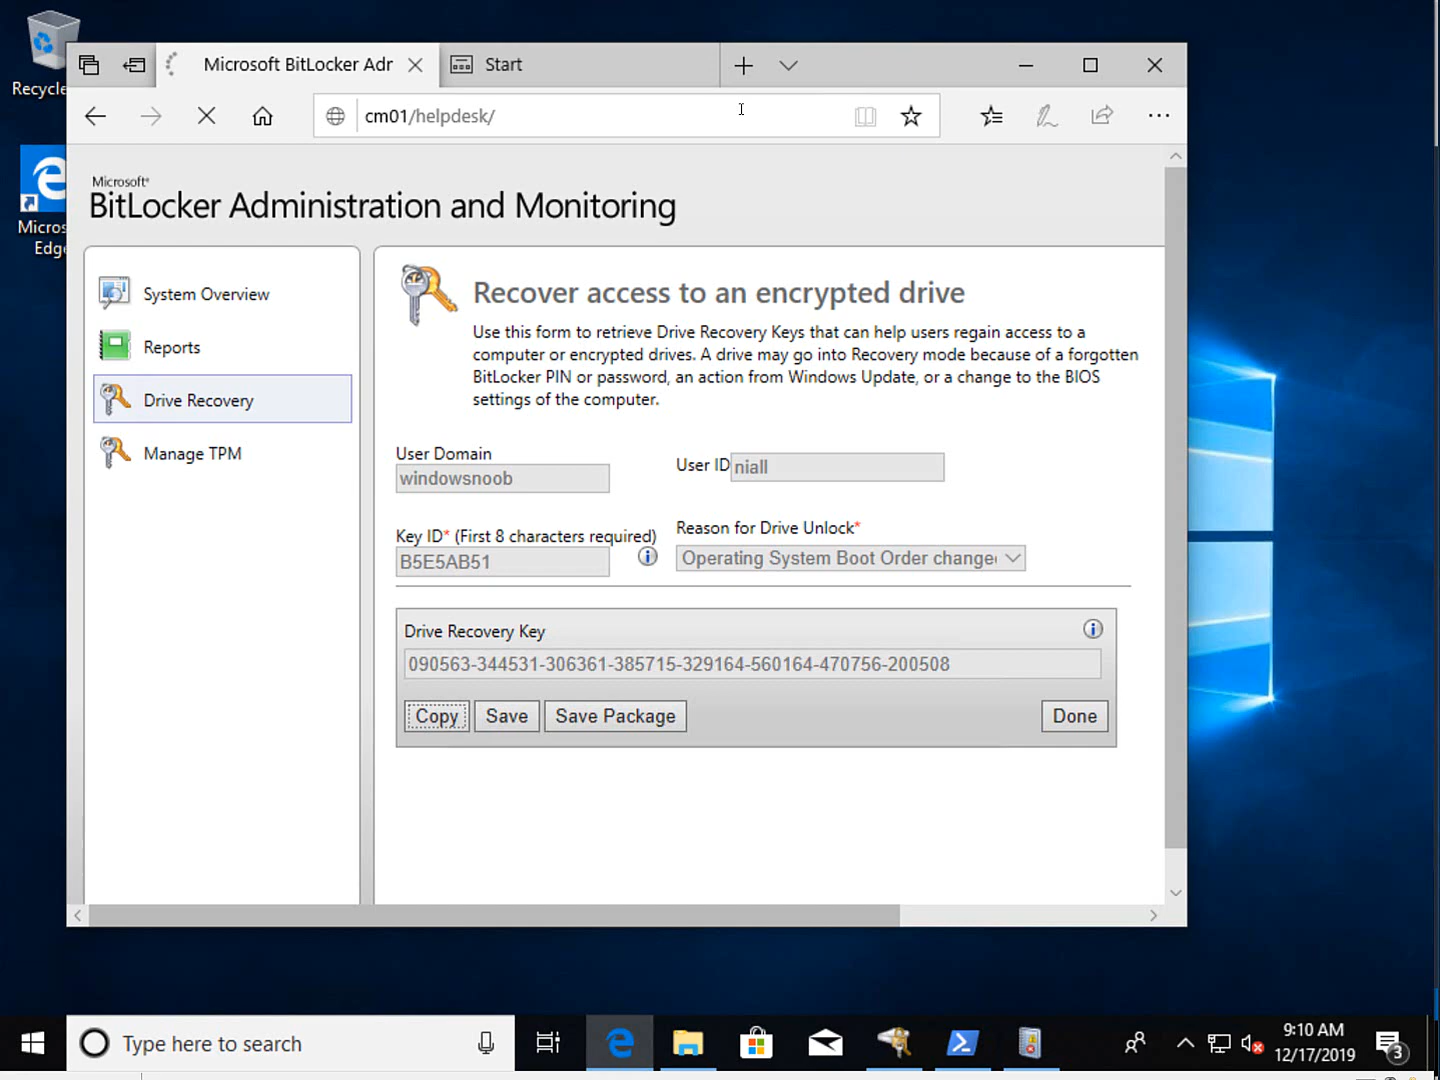 Recycle
Microsoft BitLocker Adr
Start
cm01/helpdesk/
Micros
Edge
Microsoft®
BitLocker Administration and Monitoring
System Overview
Reports
Drive Recovery
Manage TPM
Recover access to an encrypted drive
Use this form to retrieve Drive Recovery Keys that can help users regain access to a
computer or encrypted drives. A drive may go into Recovery mode because of a forgotten
BitLocker PIN or password, an action from Windows Update, or a change to the BIOS
settings of the computer.
User Domain
windowsnoob
User ID niall
Key ID* (First 8 characters required)
B5E5AB51
Reason for Drive Unlock*
Operating System Boot Order change
Drive Recovery Key
090563-344531-306361-385715-329164-560164-470756-200508
Copy Save Save Package Done
Type here to search
9:10 AM
12/17/2019
3